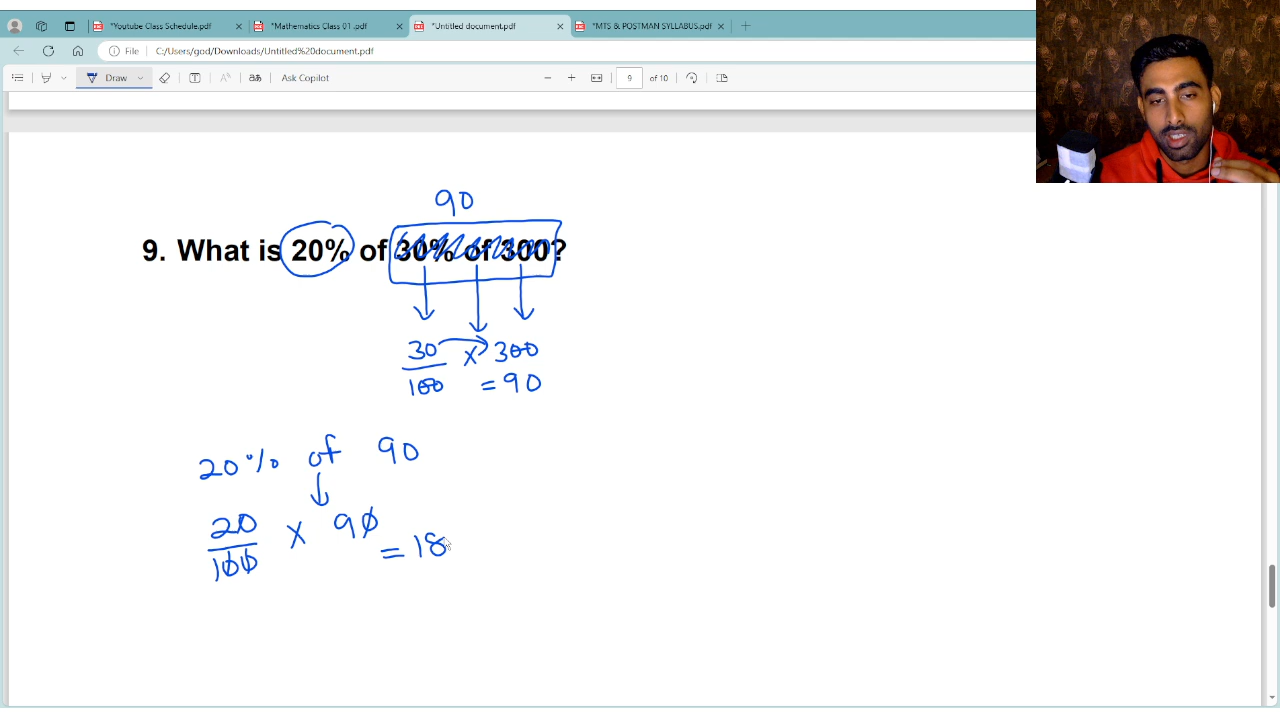 *Youtube Class Schedule.pdf
*Mathematics Class 01 .pdf
*Untitled document.pdf
*MTS & POSTMAN SYLLABUS.pdf
File
C:/Users/god/Downloads/Untitled%20document.pdf
Draw
Ask Copilot
9
of 10
90
9. What is 20% of 30% of 300?
30 × 300
100 = 90
20% of 90
20 × 90
100 = 18